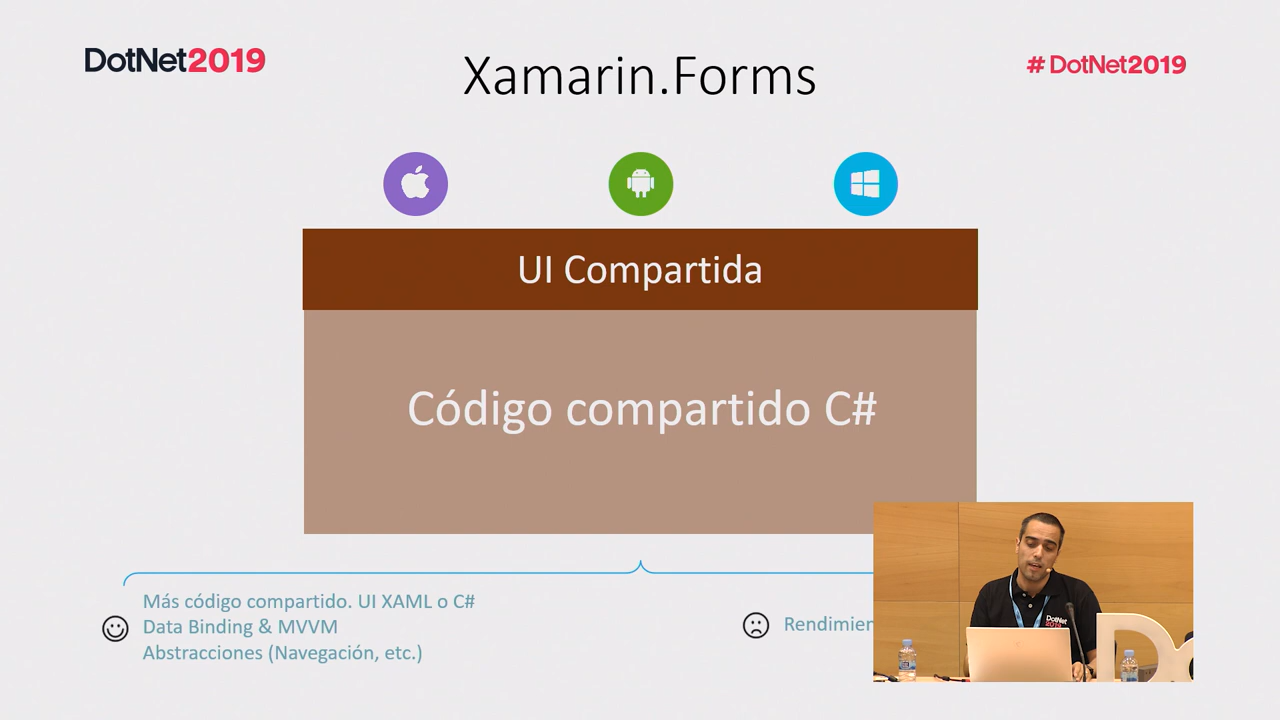 DotNet2019
Xamarin.Forms
# DotNet2019
UI Compartida
Código compartido C#
Más código compartido. UI XAML o C#
Data Binding & MVVM
Abstracciones (Navegación, etc.)
DotNet
2019